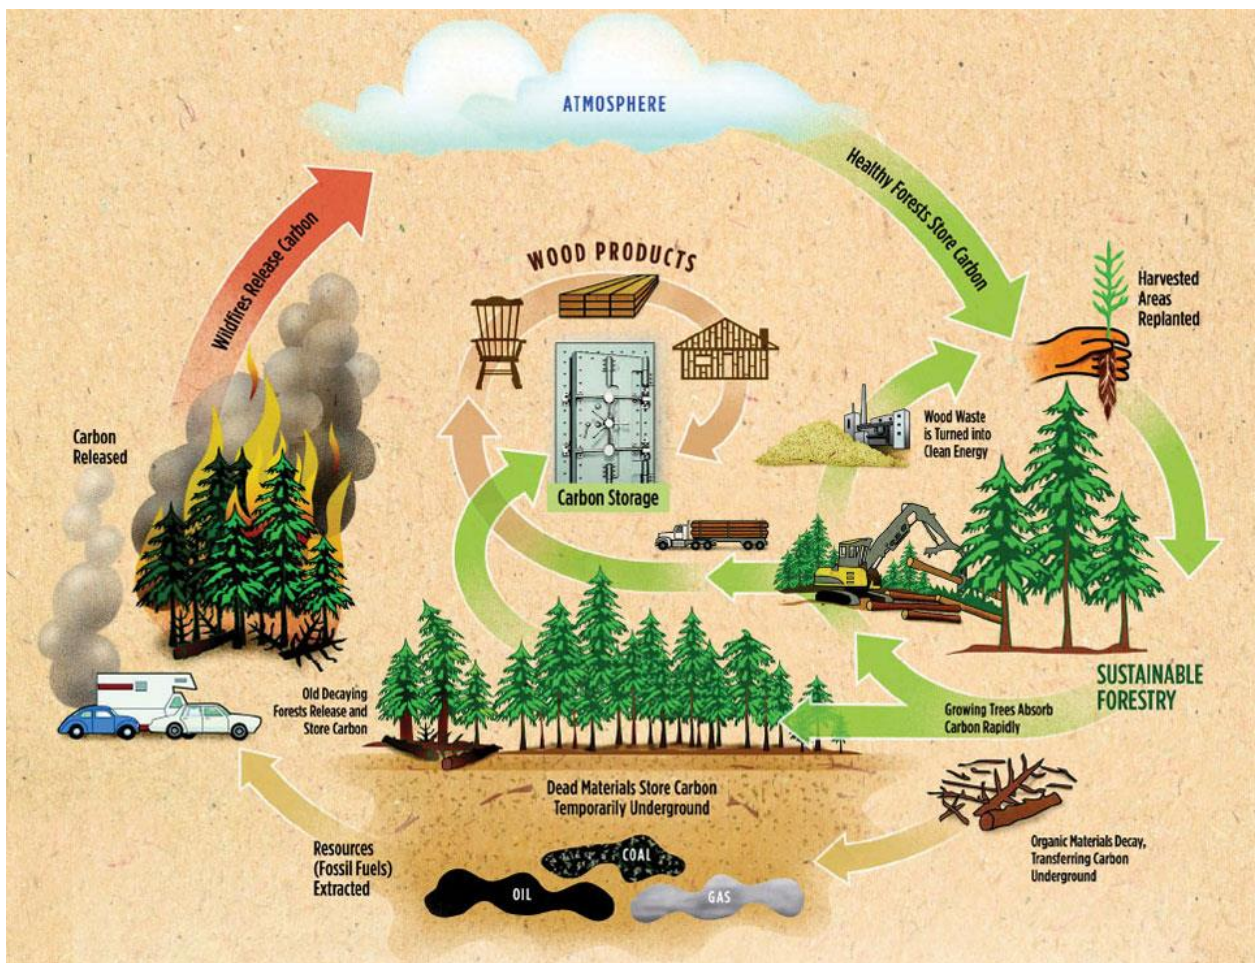 ATMOSPHERE
Healthy Forests Store Carbon
Wildfires Release Carbon
WOOD PRODUCTS
Harvested
Areas
Replanted
Carbon
Released
Wood Waste
is Turned into
Clean Energy
Carbon Storage
SUSTAINABLE
FORESTRY
Old Decaying
Forests Release and
Store Carbon
Growing Trees Absorb
Carbon Rapidly
Dead Materials Store Carbon
Temporarily Underground
Resources
(Fossil Fuels)
Extracted
COAL
OIL
GAS
Organic Materials Decay,
Transferring Carbon
Underground